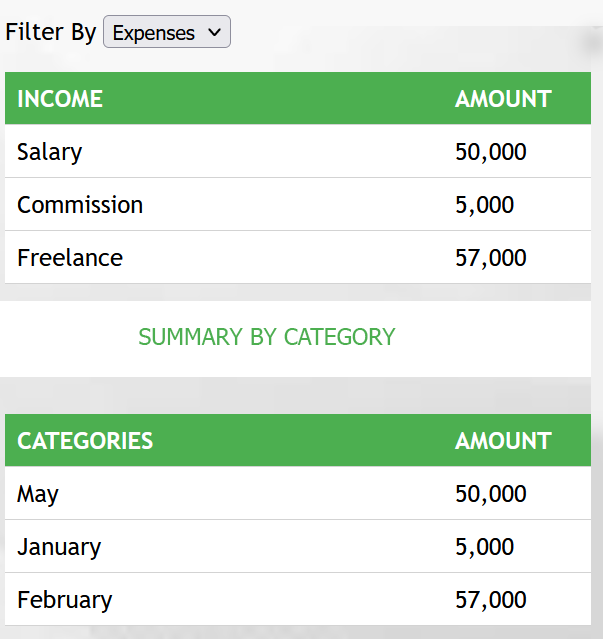 Filter By Expenses
INCOME AMOUNT
Salary 50,000
Commission 5,000
Freelance 57,000
SUMMARY BY CATEGORY
CATEGORIES AMOUNT
May 50,000
January 5,000
February 57,000